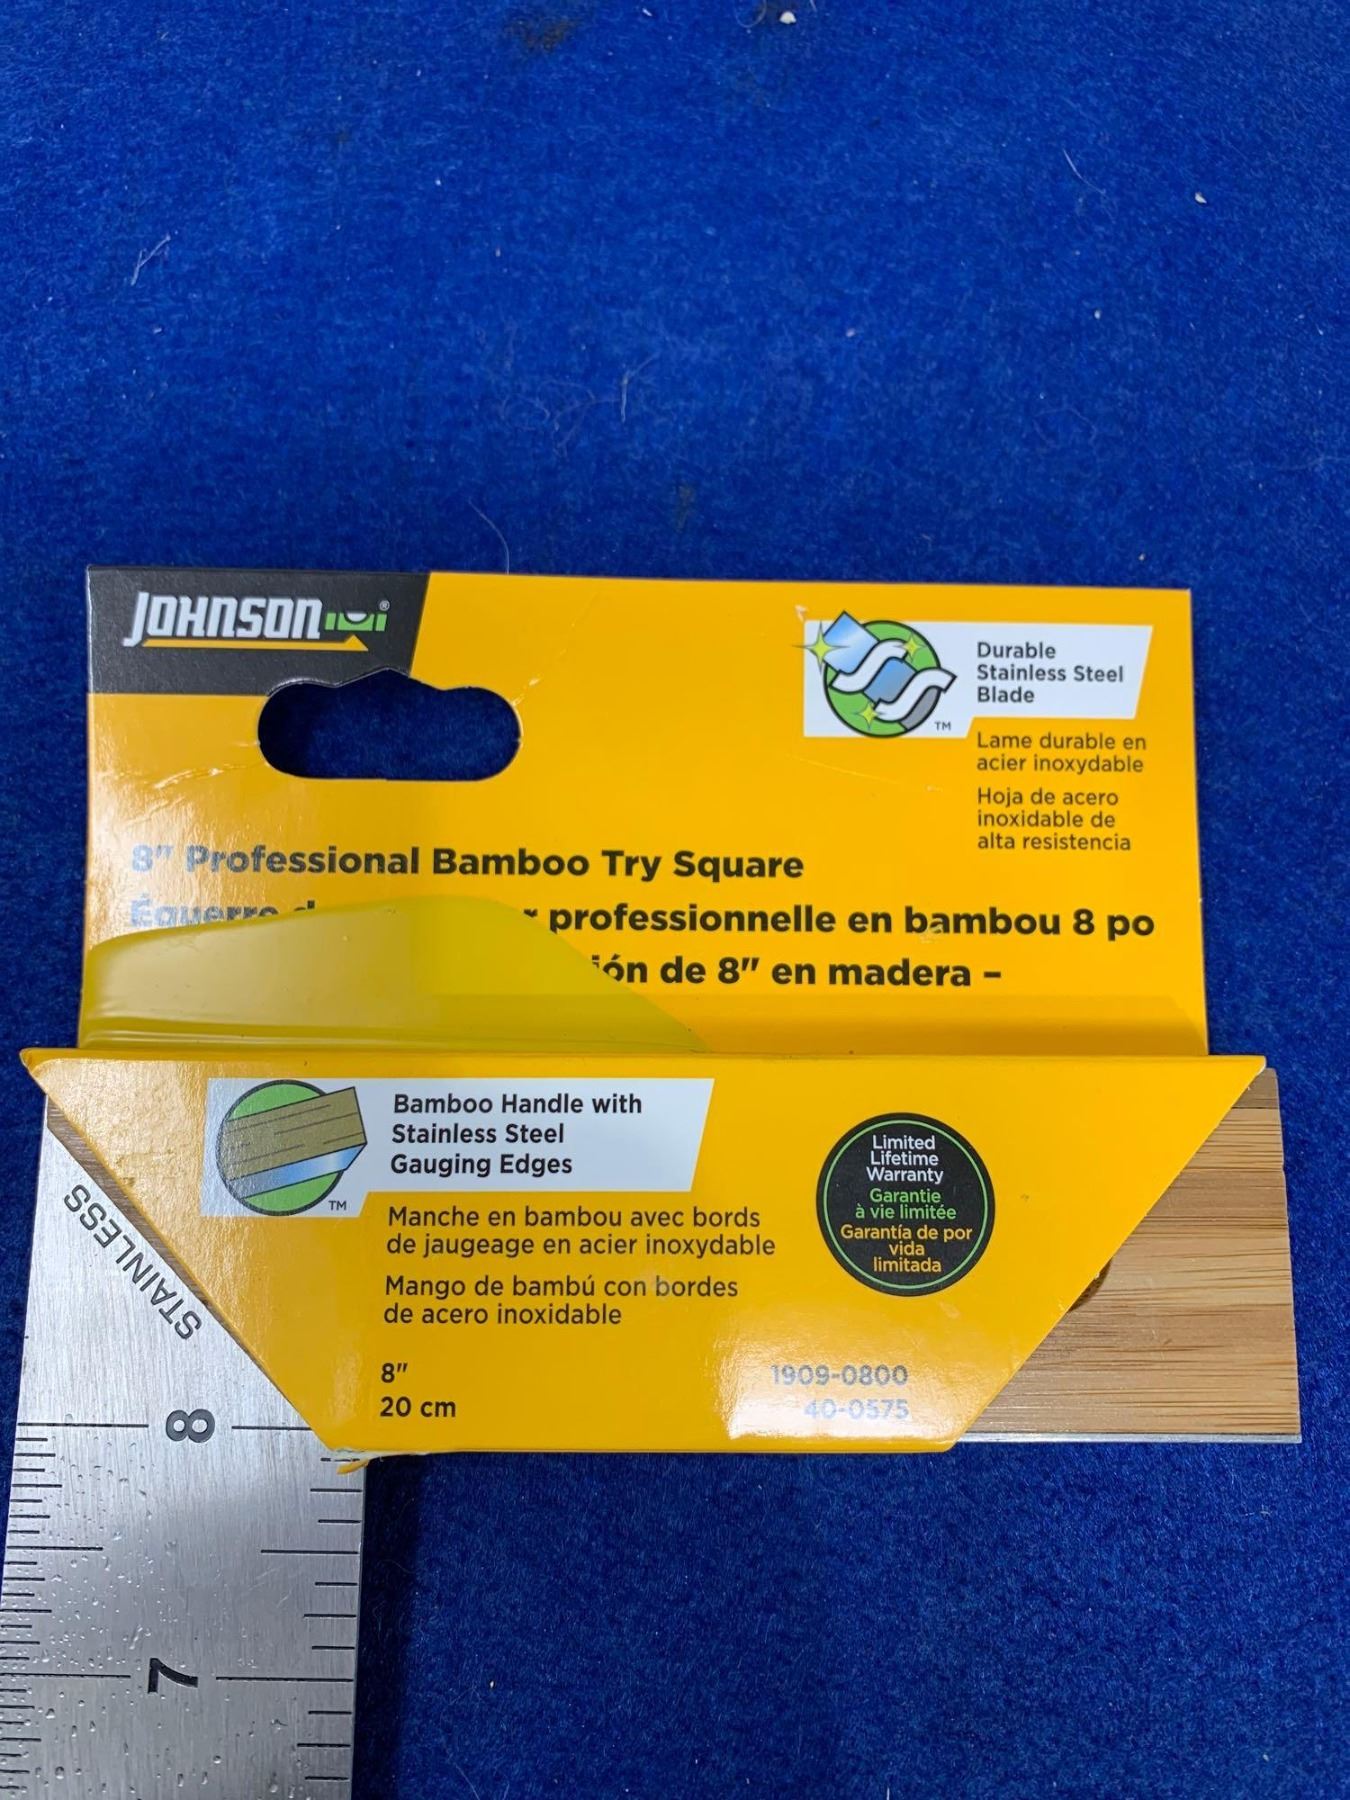 JOHNSON®
Durable
Stainless Steel
Blade
TM
Lame durable en
acier inoxydable
Hoja de acero
inoxidable de
alta resistencia
8" Professional Bamboo Try Square
Équerre professionnelle en bambou 8 po
de 8" en madera –
Bamboo Handle with
Stainless Steel
Gauging Edges
TM
Manche en bambou avec bords
de jaugeage en acier inoxydable
Mango de bambú con bordes
de acero inoxidable
8"
20 cm
Limited
Lifetime
Warranty
Garantie
à vie limitée
Garantía de por
vida
limitada
1909-0800
40-0575
STAINLESS
8
7